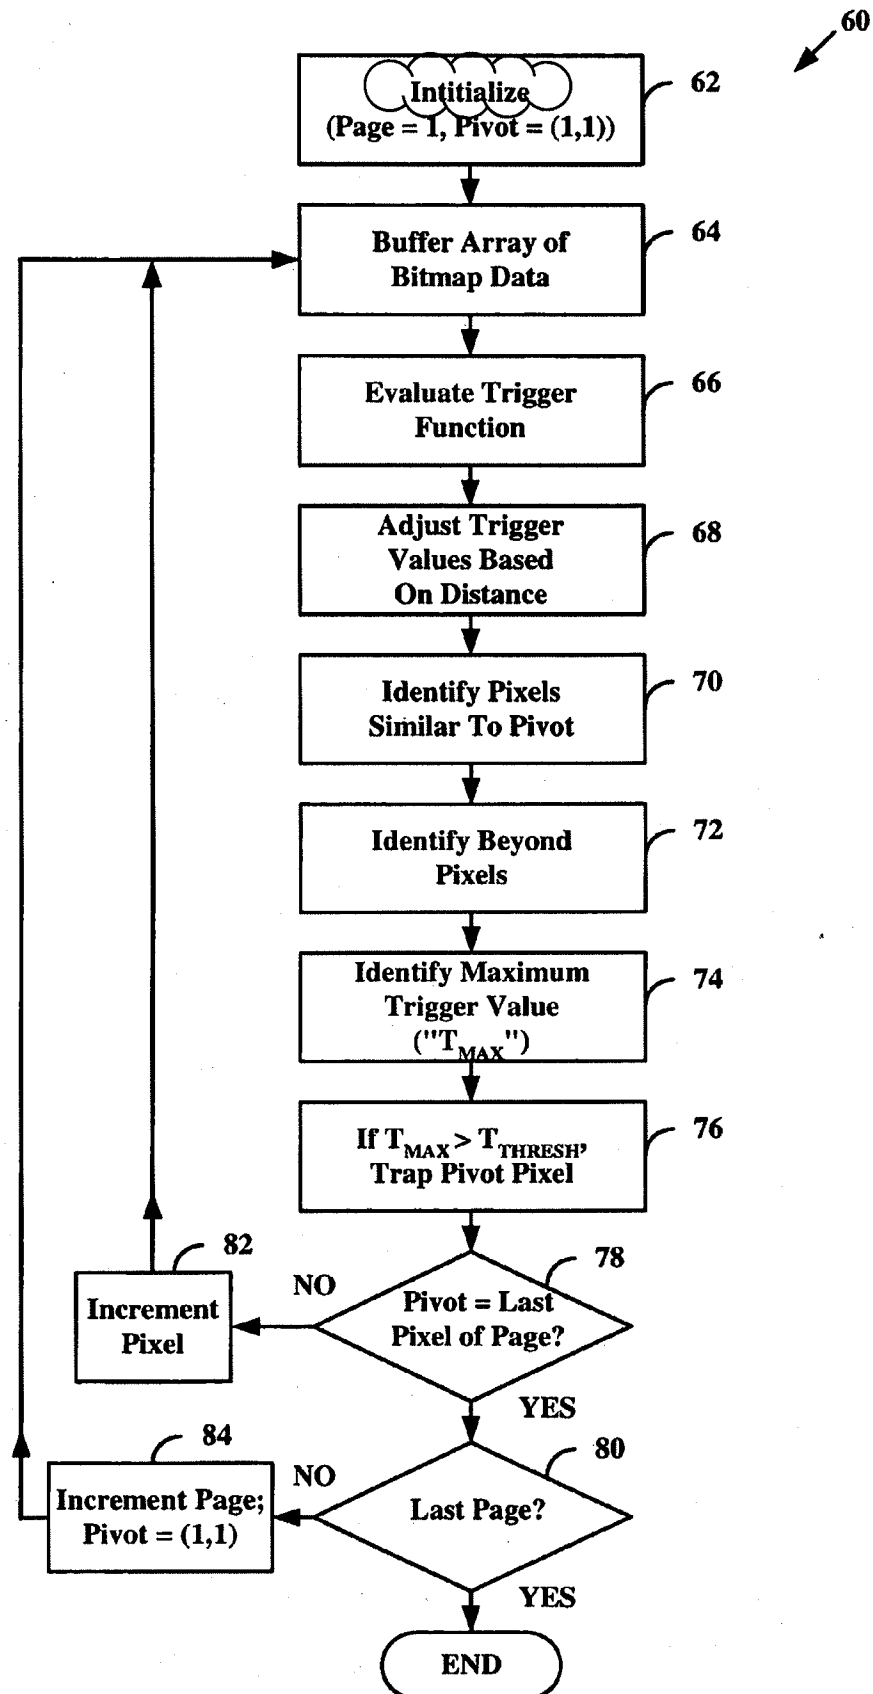 60
Intitialize
(Page = 1, Pivot = (1,1))
62
Buffer Array of
Bitmap Data
64
Evaluate Trigger
Function
66
Adjust Trigger
Values Based
On Distance
68
Identify Pixels
Similar To Pivot
70
Identify Beyond
Pixels
72
Identify Maximum
Trigger Value
("TMAX")
74
If TMAX > TTHRESH,
Trap Pivot Pixel
76
Pivot = Last
Pixel of Page?
78
NO
Increment
Pixel
82
YES
Last Page?
80
NO
Increment Page;
Pivot = (1,1)
84
YES
END